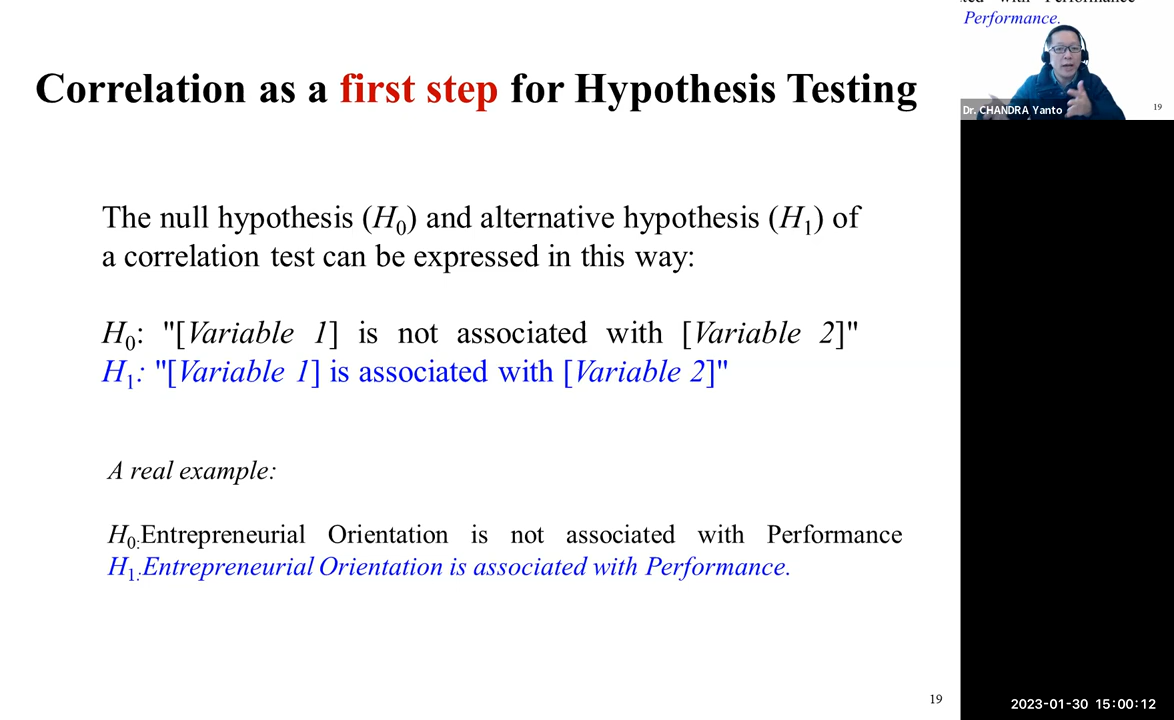 Correlation as a first step for Hypothesis Testing
The null hypothesis (H0) and alternative hypothesis (H1) of
a correlation test can be expressed in this way:
H0: "[Variable 1] is not associated with [Variable 2]"
H1: "[Variable 1] is associated with [Variable 2]"
A real example:
H0:Entrepreneurial Orientation is not associated with Performance
H1:Entrepreneurial Orientation is associated with Performance.
19
Performance.
Dr. CHANDRA Yanto
19
2023-01-30 15:00:12